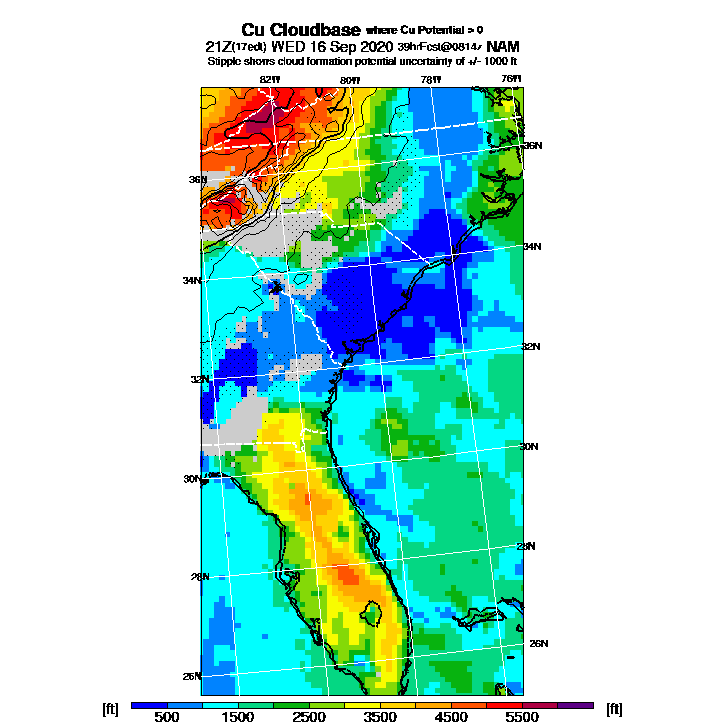 Cu Cloudbase where Cu Potential > 0
21Z(17edt) WED 16 Sep 2020 39hrFcst@0814z NAM
Stipple shows cloud formation potential uncertainty of +/- 1000 ft
82W 80W 78W 76W
36N
36N
34N
34N
32N
32N
30N
30N
28N
28N
26N
26N
[ft] [ft]
500 1500 2500 3500 4500 5500